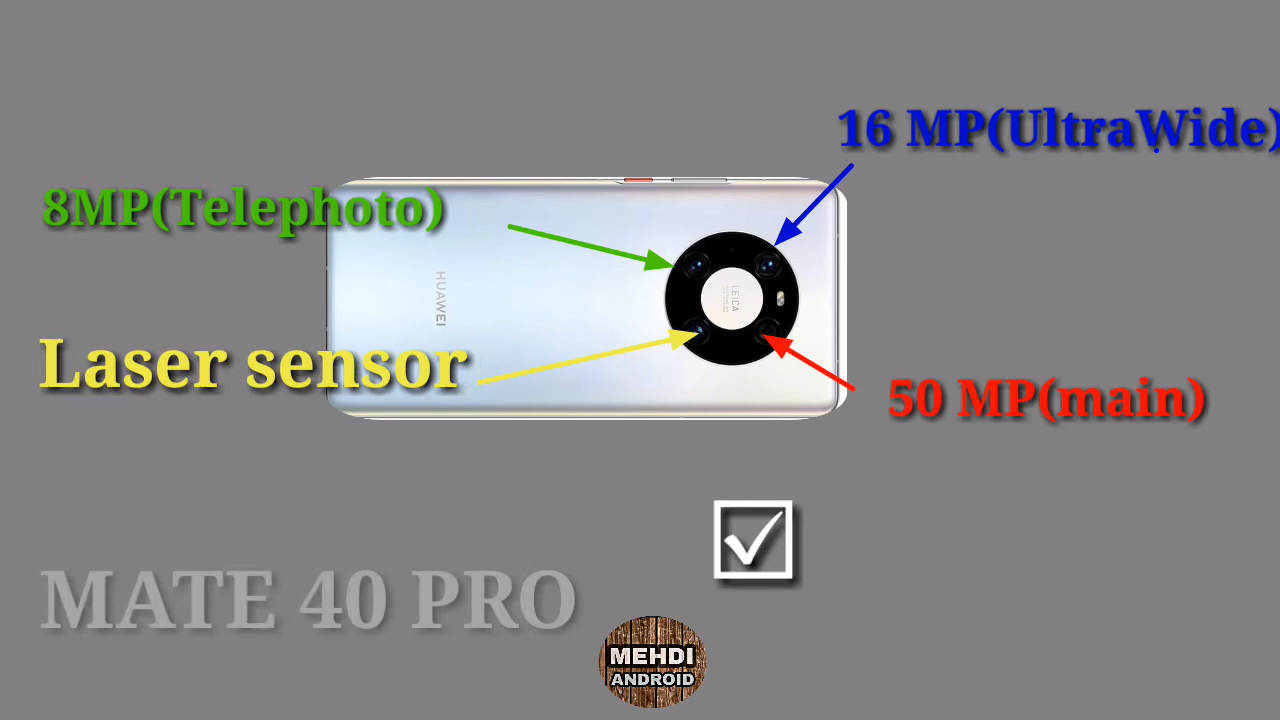 16 MP(UltraWide)
8MP(Telephoto)
HUAWEI
LEICA
Laser sensor
50 MP(main)
MATE 40 PRO
MEHDI
ANDROID